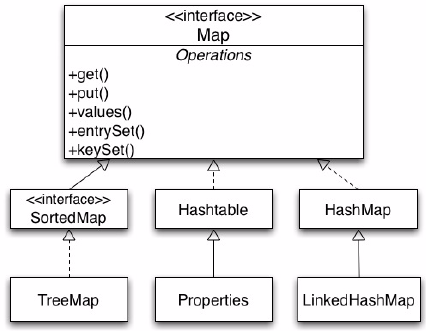 <<interface>>
Map
Operations
+get()
+put()
+values()
+entrySet()
+keySet()
<<interface>>
SortedMap
Hashtable
HashMap
TreeMap
Properties
LinkedHashMap